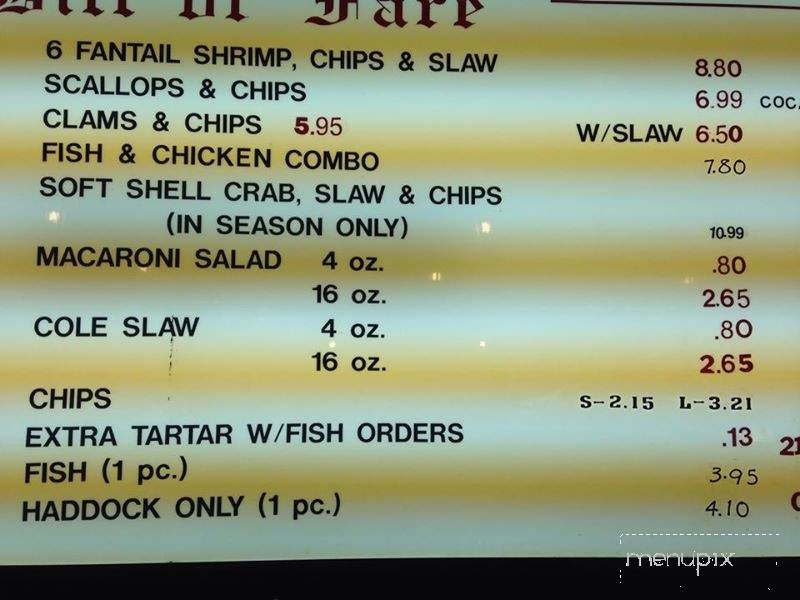 Bill of Fare
6 FANTAIL SHRIMP, CHIPS & SLAW 8.80
SCALLOPS & CHIPS 6.99
CLAMS & CHIPS 5.95 W/SLAW 6.50
FISH & CHICKEN COMBO 7.80
SOFT SHELL CRAB, SLAW & CHIPS
(IN SEASON ONLY) 10.99
MACARONI SALAD 4 oz. .80
16 oz. 2.65
COLE SLAW 4 oz. .80
16 oz. 2.65
CHIPS S-2.15 L-3.21
EXTRA TARTAR W/FISH ORDERS .13
FISH (1 pc.) 3.95
HADDOCK ONLY (1 pc.) 4.10
menupix